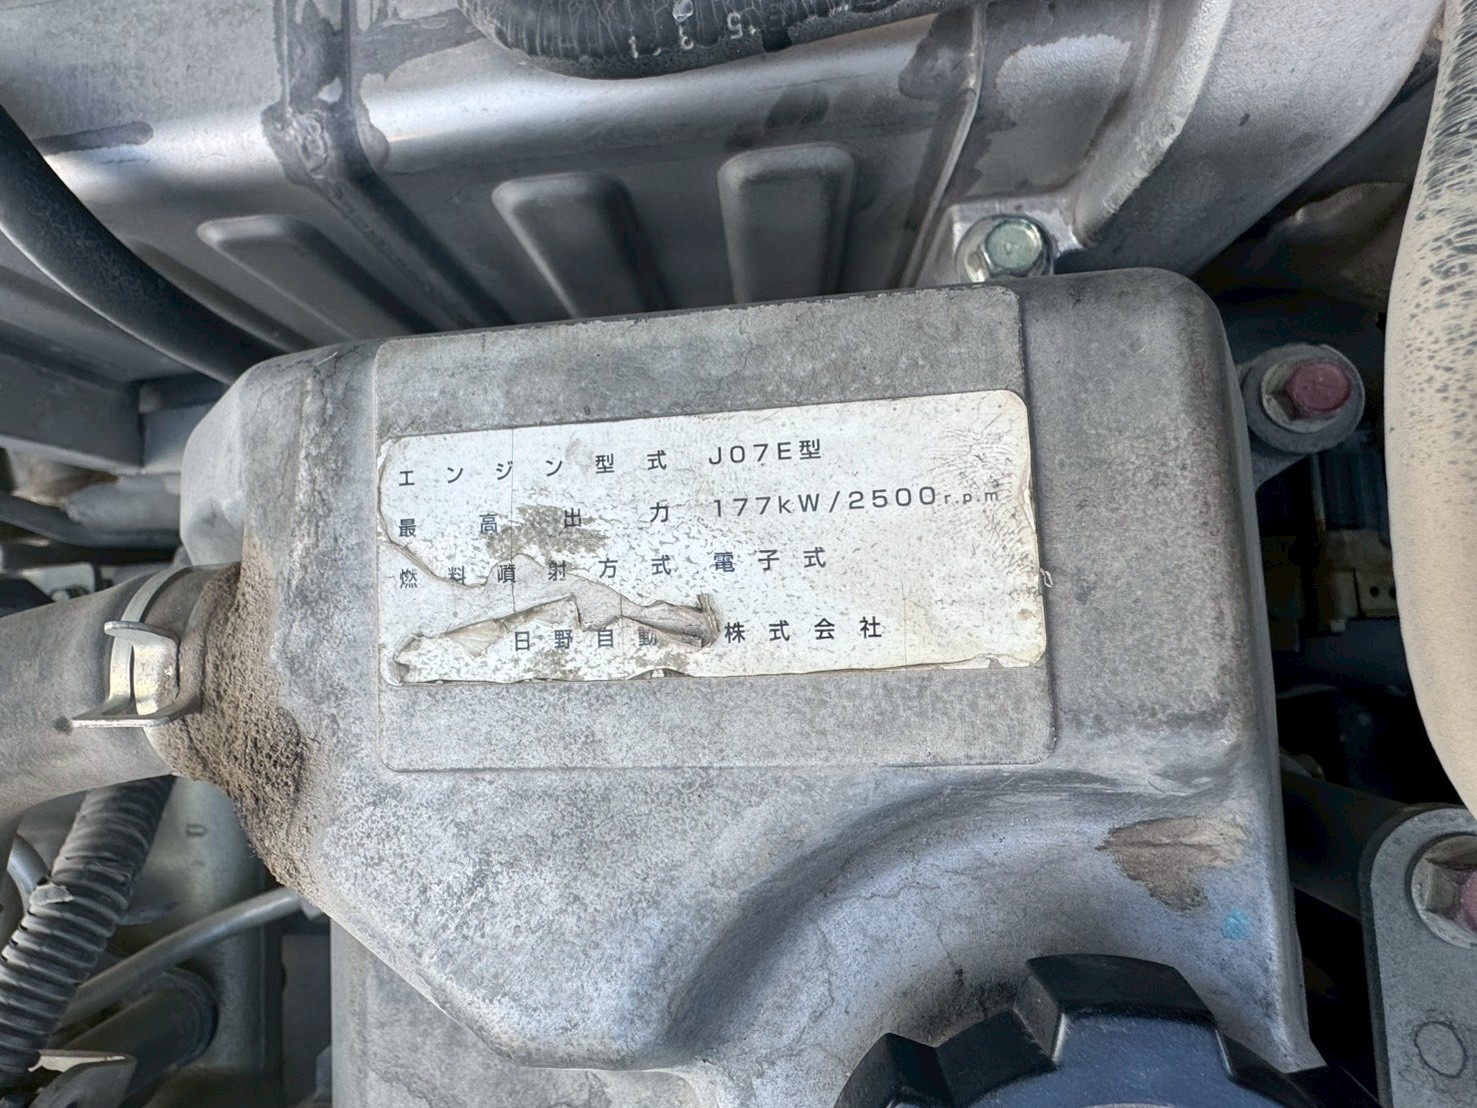 エンジン型式 J07E型
最高出力 177kW/2500r.p.m
燃料噴射方式 電子式
日野自動 株式会社